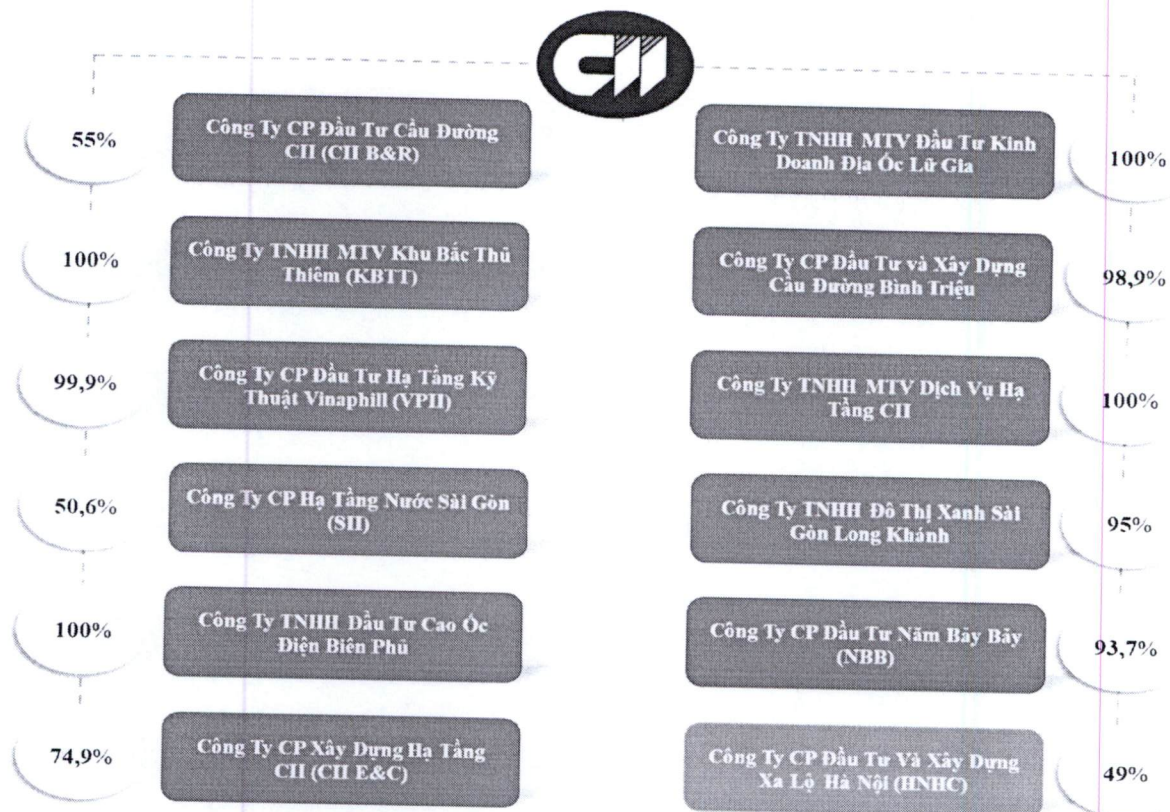 CII
55%
Công Ty CP Đầu Tư Cầu Đường
CII (CII B&R)
100%
Công Ty TNHH MTV Khu Bắc Thủ
Thiêm (KBTT)
99,9%
Công Ty CP Đầu Tư Hạ Tầng Kỹ
Thuật Vinaphill (VPII)
50,6%
Công Ty CP Hạ Tầng Nước Sài Gòn
(SII)
100%
Công Ty TNHH Đầu Tư Cao Ốc
Điện Biên Phủ
74,9%
Công Ty CP Xây Dựng Hạ Tầng
CII (CII E&C)
Công Ty TNHH MTV Đầu Tư Kinh
Doanh Địa Ốc Lữ Gia
100%
Công Ty CP Đầu Tư và Xây Dựng
Cầu Đường Bình Triệu
98,9%
Công Ty TNHH MTV Dịch Vụ Hạ
Tầng CII
100%
Công Ty TNHH Đô Thị Xanh Sài
Gòn Long Khánh
95%
Công Ty CP Đầu Tư Năm Bảy Bảy
(NBB)
93,7%
Công Ty CP Đầu Tư Và Xây Dựng
Xa Lộ Hà Nội (HNHC)
49%